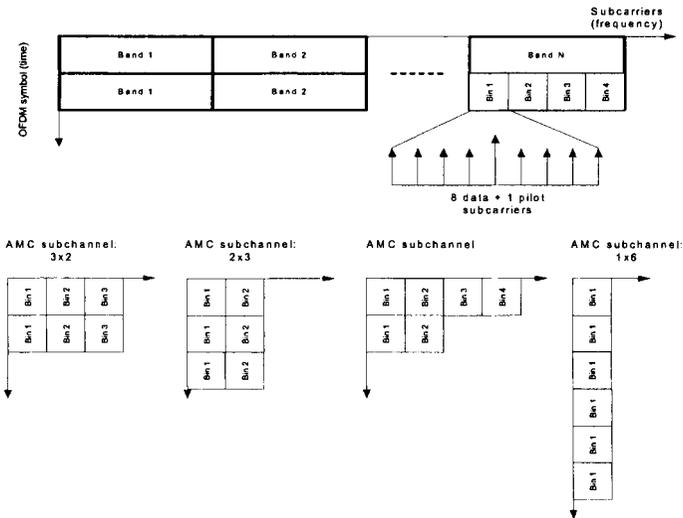 Subcarriers
(frequency)
OFDM symbol (time)
Band 1
Band 2
Band N
Band 1
Band 2
Bin 1
Bin 2
Bin 3
Bin 4
8 data + 1 pilot
subcarriers
AMC subchannel:
3x2
Bin 1
Bin 2
Bin 3
Bin 1
Bin 2
Bin 3
AMC subchannel:
2x3
Bin 1
Bin 2
Bin 1
Bin 2
Bin 1
Bin 2
AMC subchannel
Bin 1
Bin 2
Bin 3
Bin 4
Bin 1
Bin 2
AMC subchannel:
1x6
Bin 1
Bin 1
Bin 1
Bin 1
Bin 1
Bin 1